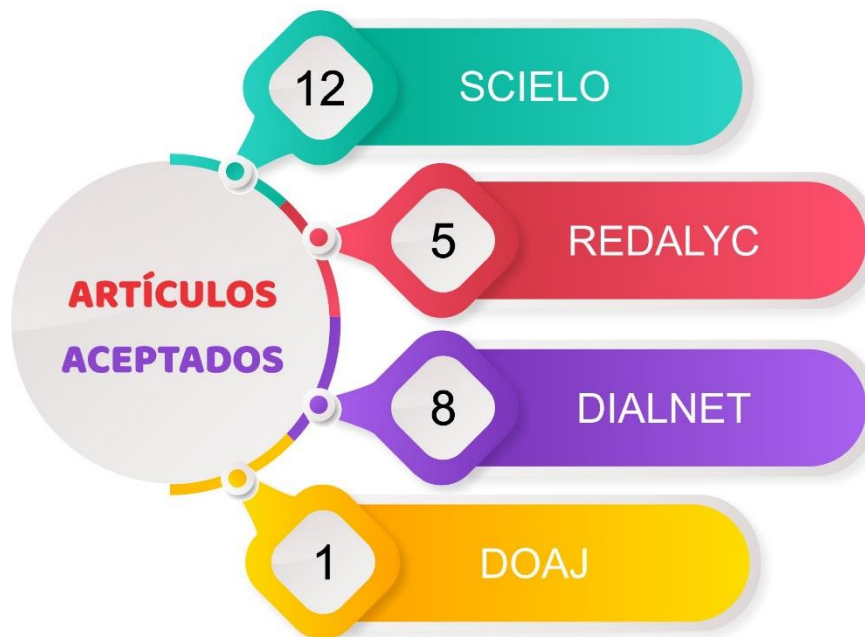 12 SCIELO
5 REDALYC
ARTÍCULOS
ACEPTADOS
8 DIALNET
1 DOAJ